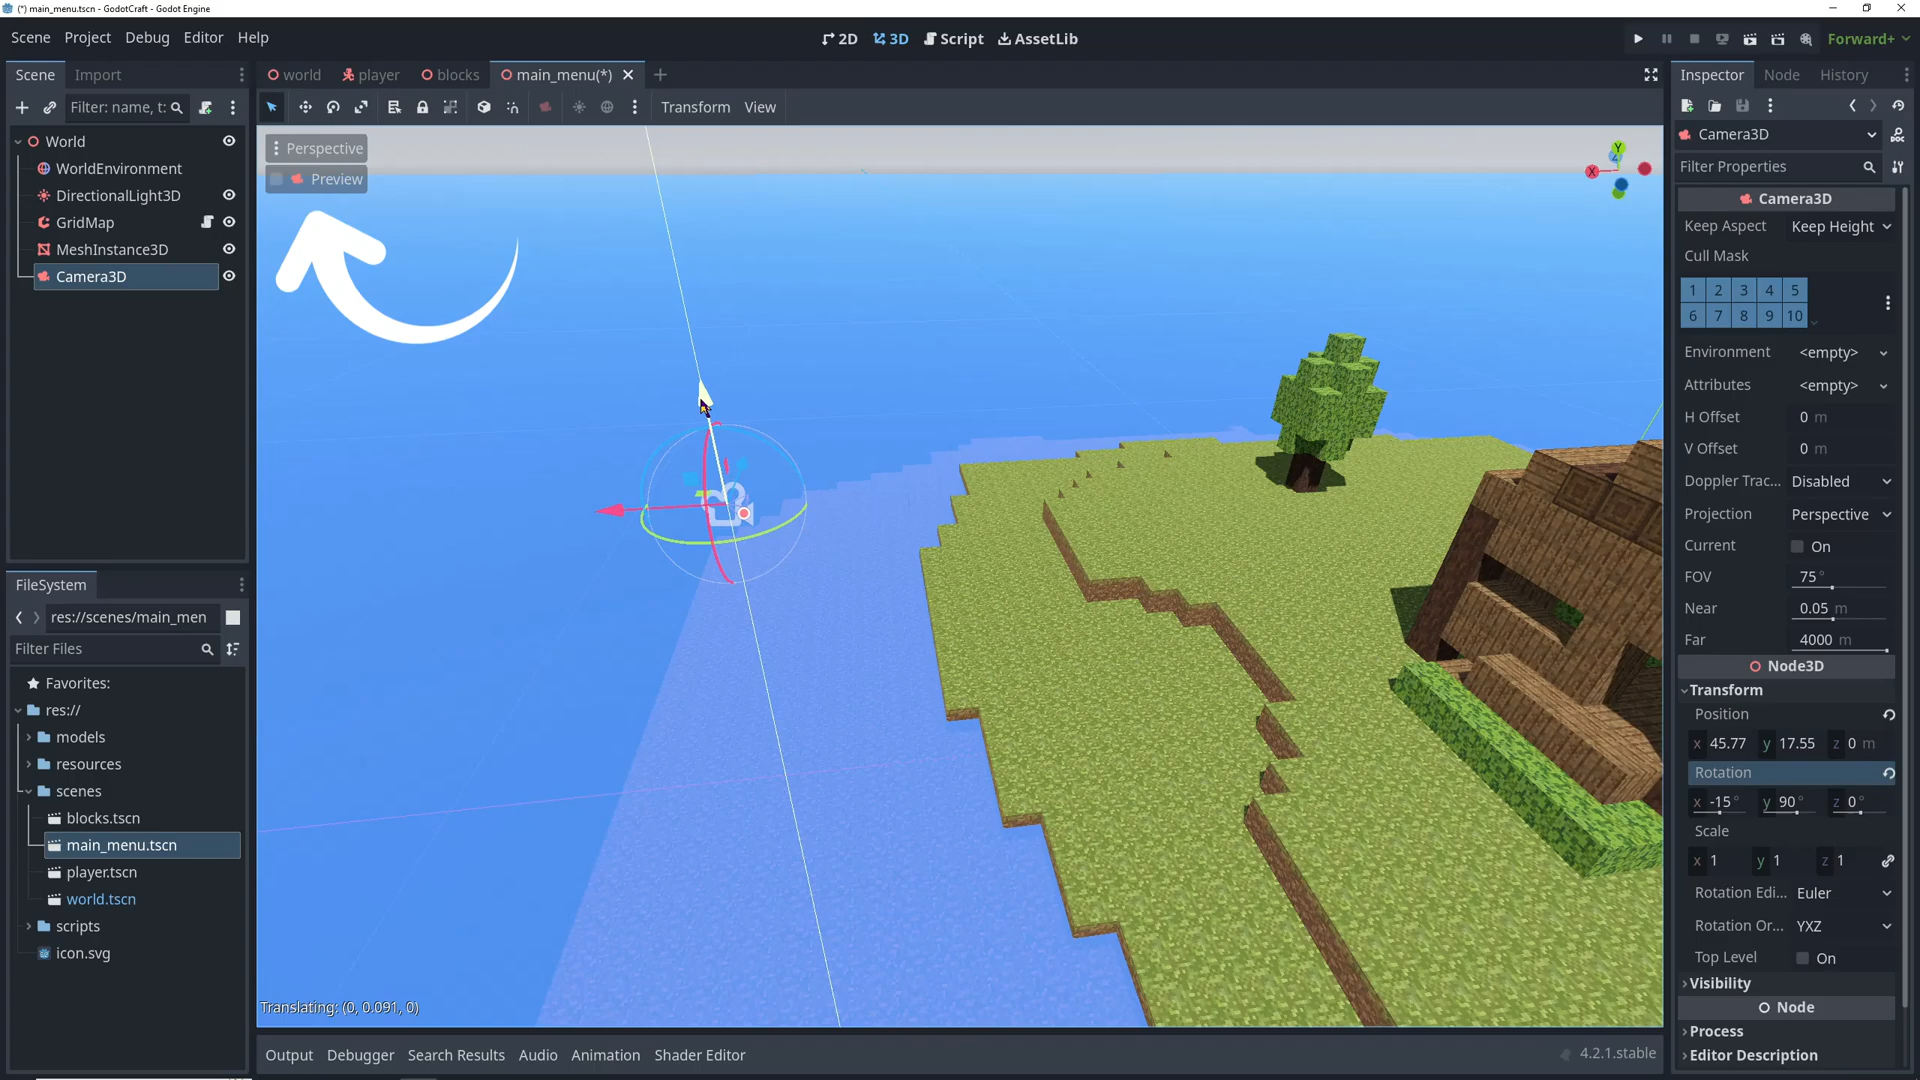 (*) main_menu.tscn - GodotCraft - Godot Engine
Scene Project Debug Editor Help
2D 3D Script AssetLib
Forward+
Scene Import
world player blocks main_menu(*)
Inspector Node History
Filter: name, t:
Transform View
World
WorldEnvironment
DirectionalLight3D
GridMap
MeshInstance3D
Camera3D
Perspective
Preview
Y
Z
X
Translating: (0, 0.091, 0)
FileSystem
res://scenes/main_men
Filter Files
Favorites:
res://
models
resources
scenes
blocks.tscn
main_menu.tscn
player.tscn
world.tscn
scripts
icon.svg
Output Debugger Search Results Audio Animation Shader Editor
4.2.1.stable
Camera3D
Filter Properties
Camera3D
Keep Aspect Keep Height
Cull Mask
1 2 3 4 5
6 7 8 9 10
Environment <empty>
Attributes <empty>
H Offset 0 m
V Offset 0 m
Doppler Trac... Disabled
Projection Perspective
Current On
FOV 75 °
Near 0.05 m
Far 4000 m
Node3D
Transform
Position
x 45.77 y 17.55 z 0 m
Rotation
x -15 ° y 90 ° z 0 °
Scale
x 1 y 1 z 1
Rotation Edi... Euler
Rotation Or... YXZ
Top Level On
Visibility
Node
Process
Editor Description